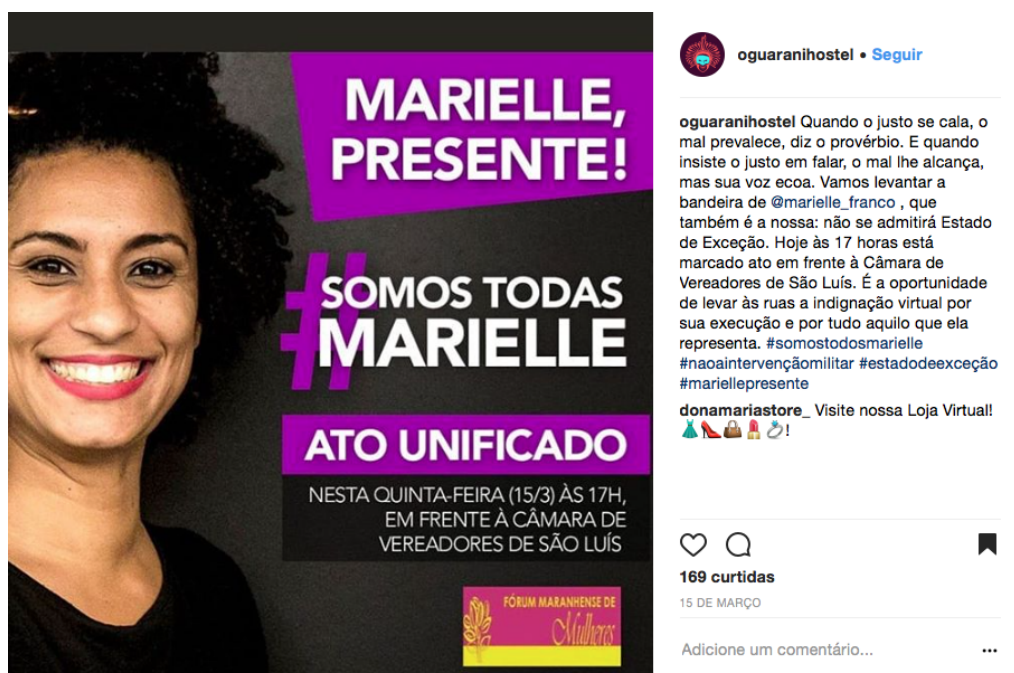 MARIELLE,
PRESENTE!
#SOMOS TODAS
MARIELLE
ATO UNIFICADO
NESTA QUINTA-FEIRA (15/3) ÀS 17H,
EM FRENTE À CÂMARA DE
VEREADORES DE SÃO LUÍS
FÓRUM MARANHENSE DE
Mulheres
oguaranihostel • Seguir
oguaranihostel Quando o justo se cala, o
mal prevalece, diz o provérbio. E quando
insiste o justo em falar, o mal lhe alcança,
mas sua voz ecoa. Vamos levantar a
bandeira de @marielle_franco , que
também é a nossa: não se admitirá Estado
de Exceção. Hoje às 17 horas está
marcado ato em frente à Câmara de
Vereadores de São Luís. É a oportunidade
de levar às ruas a indignação virtual por
sua execução e por tudo aquilo que ela
representa. #somostodosmarielle
#naoaintervençãomilitar #estadodeexceção
#mariellepresente
donamariastore_ Visite nossa Loja Virtual!
👗👠👜💄💍!
169 curtidas
15 DE MARÇO
Adicione um comentário...